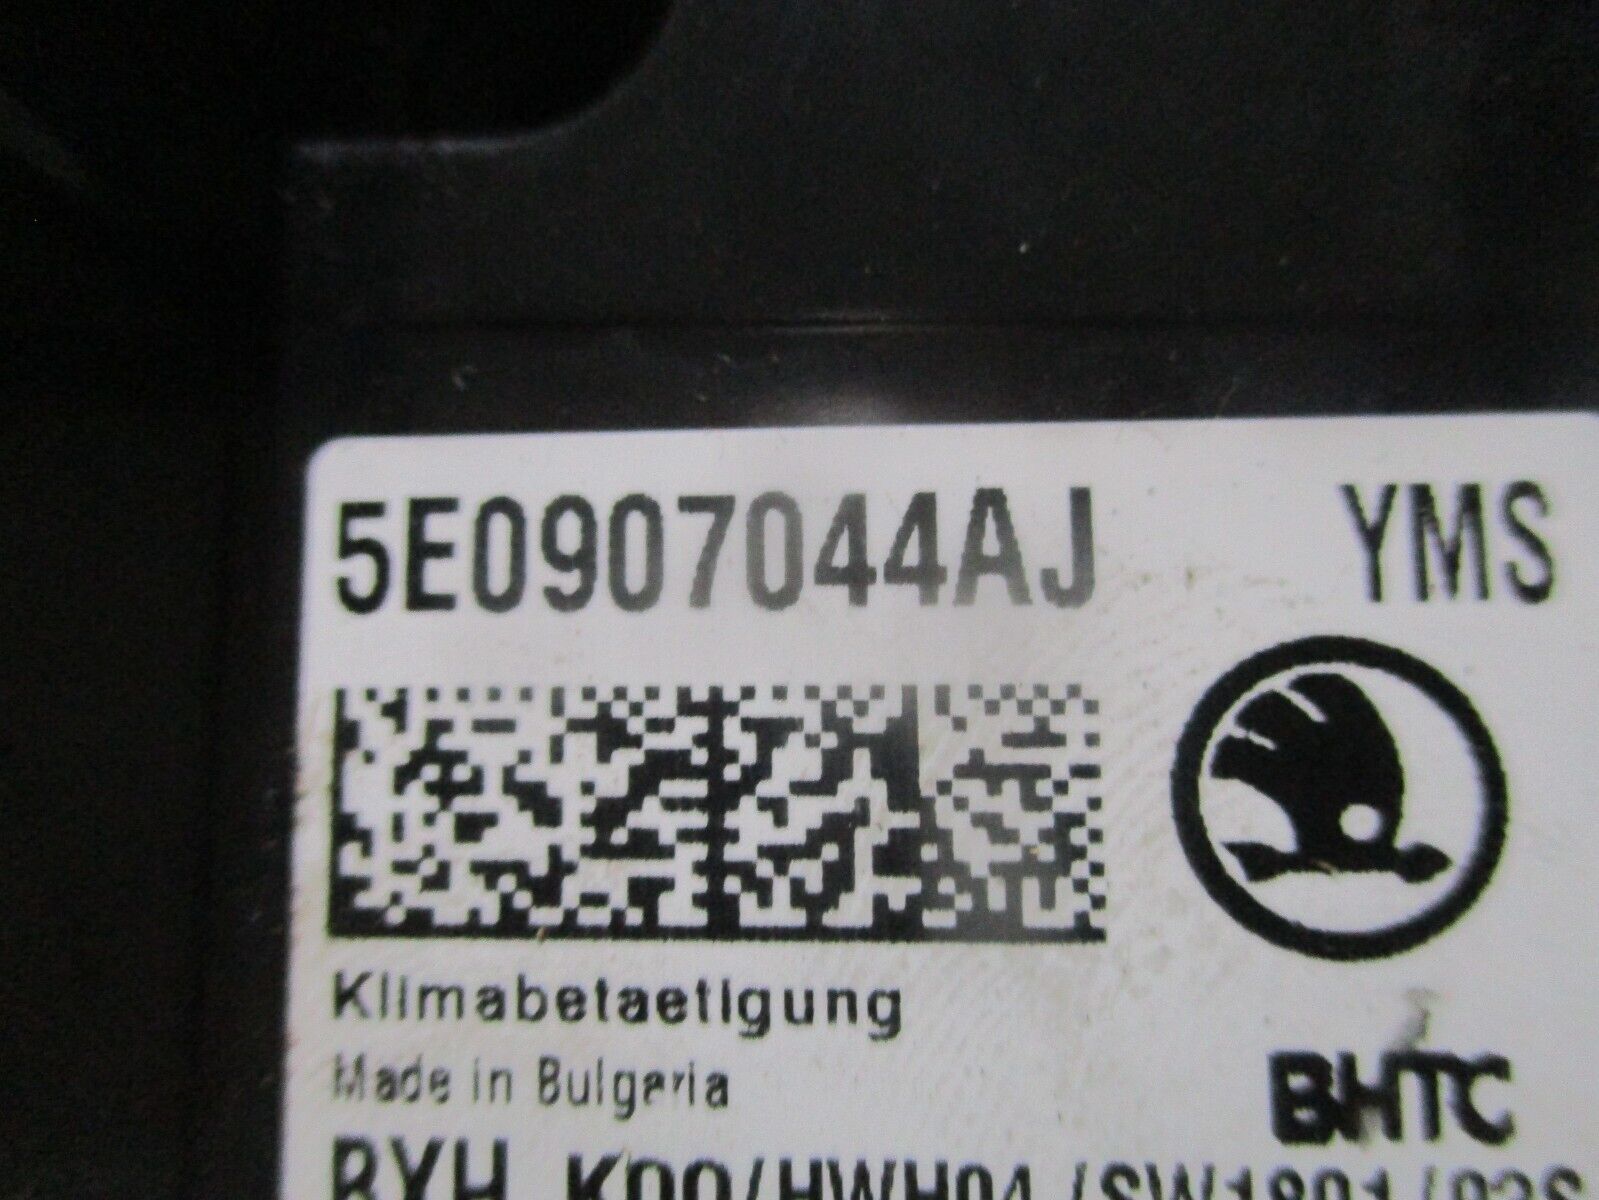 5E0907044AJ YMS
Klimabetaetigung
Made in Bulgaria
BHTC